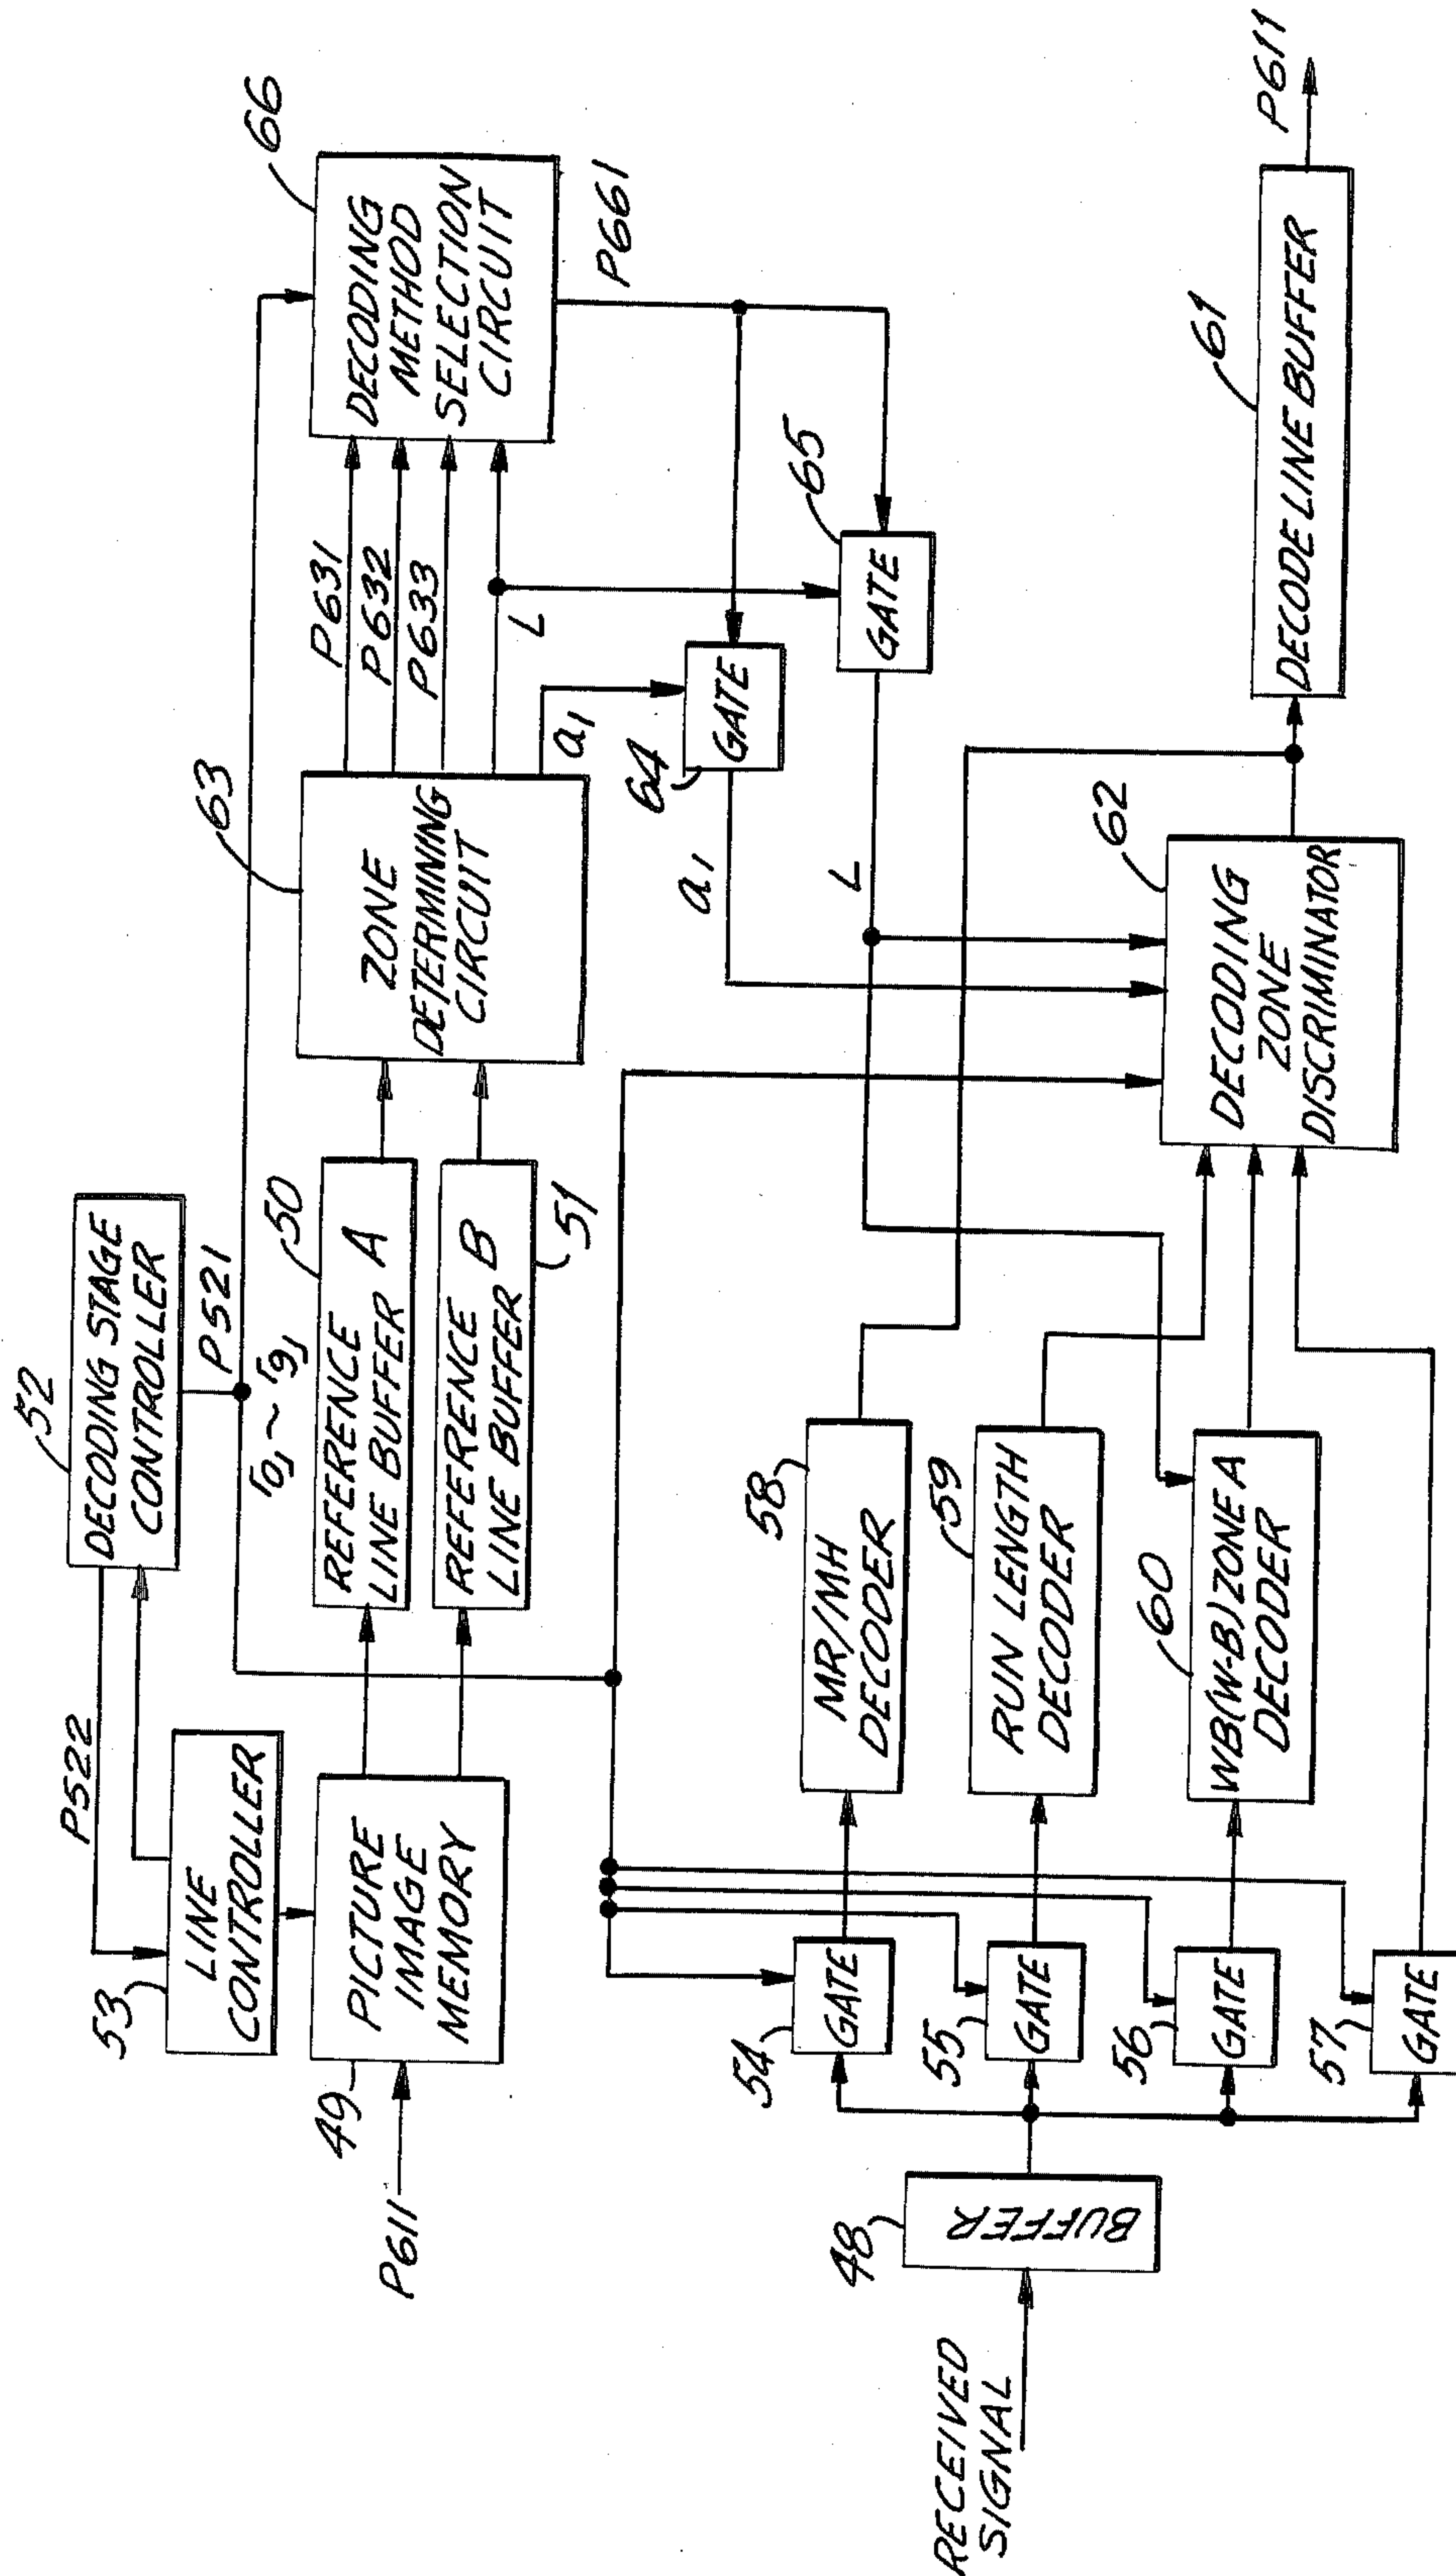 52
DECODING STAGE
CONTROLLER
P522
P521
「0」~「9」
53
LINE
CONTROLLER
49
PICTURE
IMAGE
MEMORY
P611
50
REFERENCE
LINE BUFFER A
REFERENCE B
LINE BUFFER
51
63
ZONE
DETERMINING
CIRCUIT
P631
P632
P633
L
a1
66
DECODING
METHOD
SELECTION
CIRCUIT
P661
64
GATE
65
GATE
a1
L
RECEIVED
SIGNAL
48
BUFFER
54
GATE
55
GATE
56
GATE
57
GATE
58
MR/MH
DECODER
59
RUN LENGTH
DECODER
60
WB(W-B)ZONE A
DECODER
62
DECODING
ZONE
DISCRIMINATOR
61
DECODE LINE BUFFER
P611